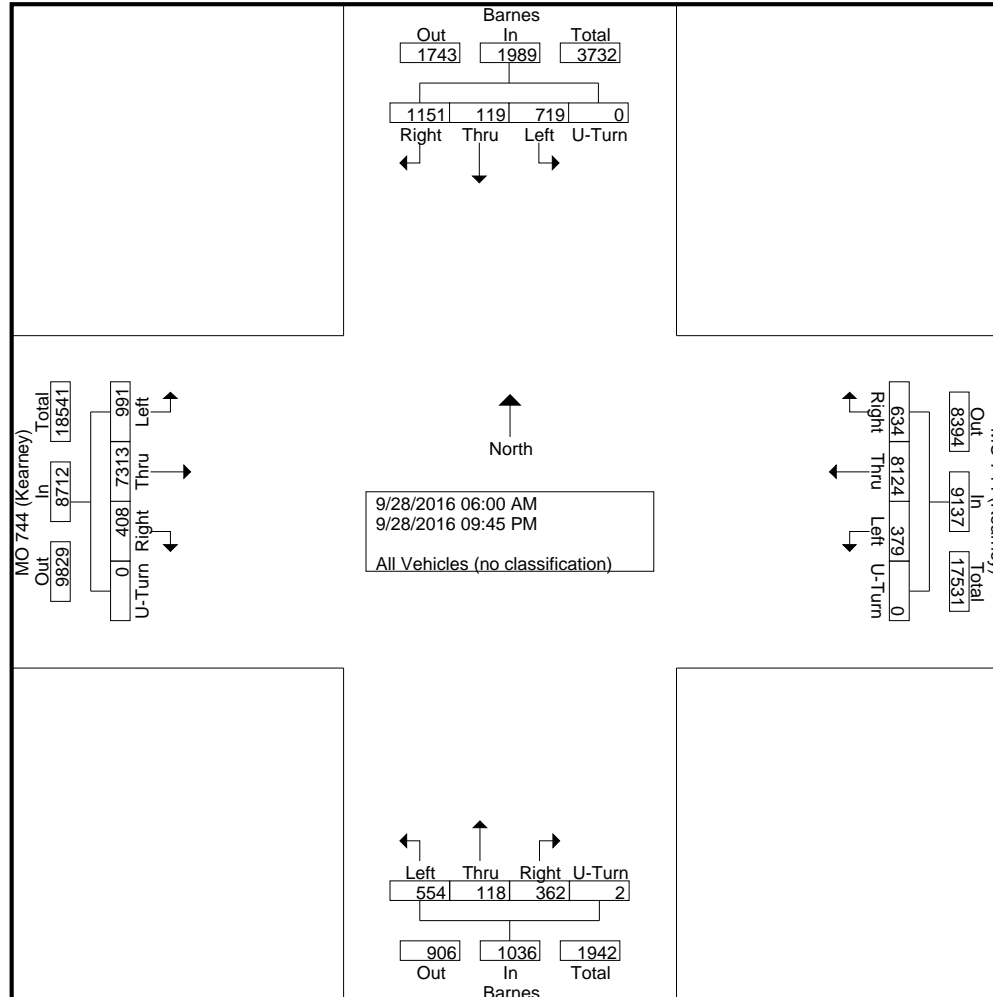 Barnes
Out In Total
1743 1989 3732
1151 119 719 0
Right Thru Left U-Turn
MO 744 (Kearney)
Total In Out
18541 8712 9829
991 7313 408 0
Left Thru Right U-Turn
North
9/28/2016 06:00 AM
9/28/2016 09:45 PM
All Vehicles (no classification)
Right Thru Left U-Turn
634 8124 379 0
8394 9137 17531
Out In Total
Left Thru Right U-Turn
554 118 362 2
906 1036 1942
Out In Total
Barnes